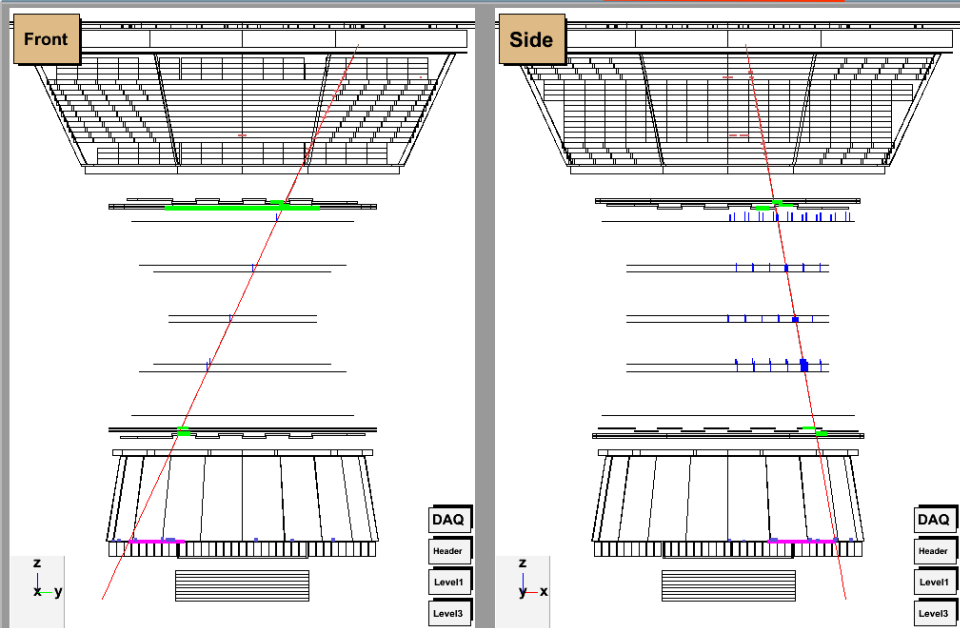 Front
Side
DAQ
Header
Level1
Level3
z
x y
DAQ
Header
Level1
Level3
z
y x